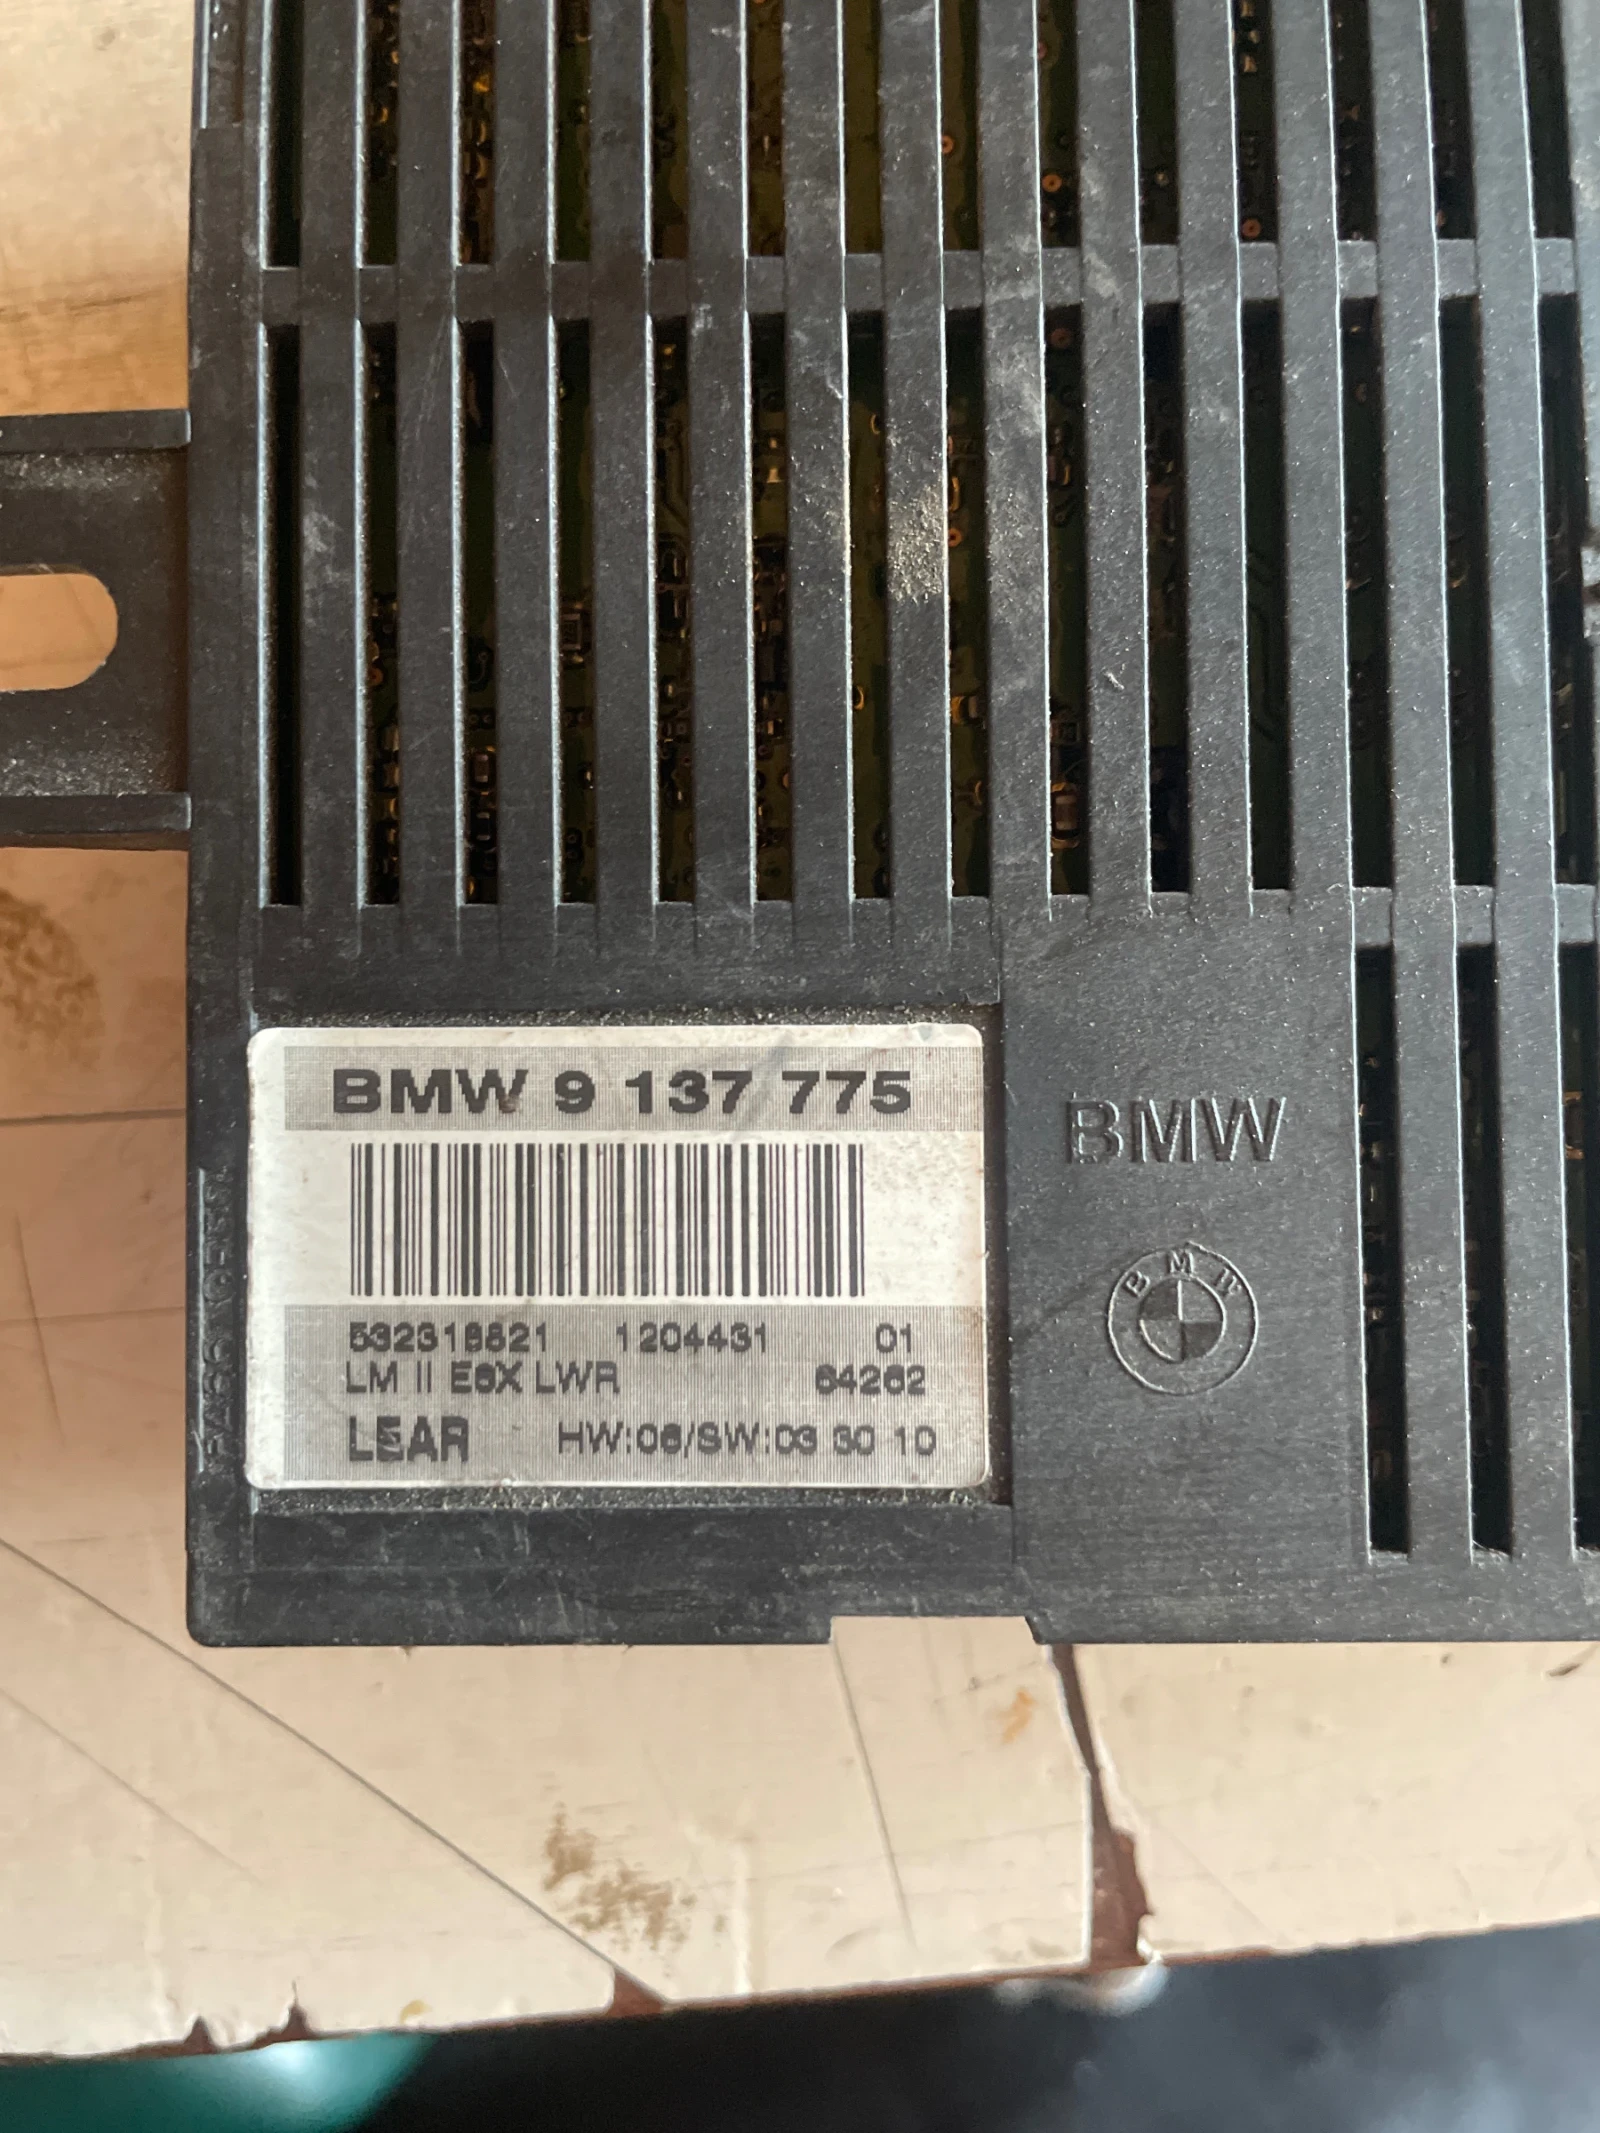 BMW 9 137 775
532318821 1204431 01
LM II E6X LWR 64262
LEAR HW:06/SW:03 30 10
BMW
BMW